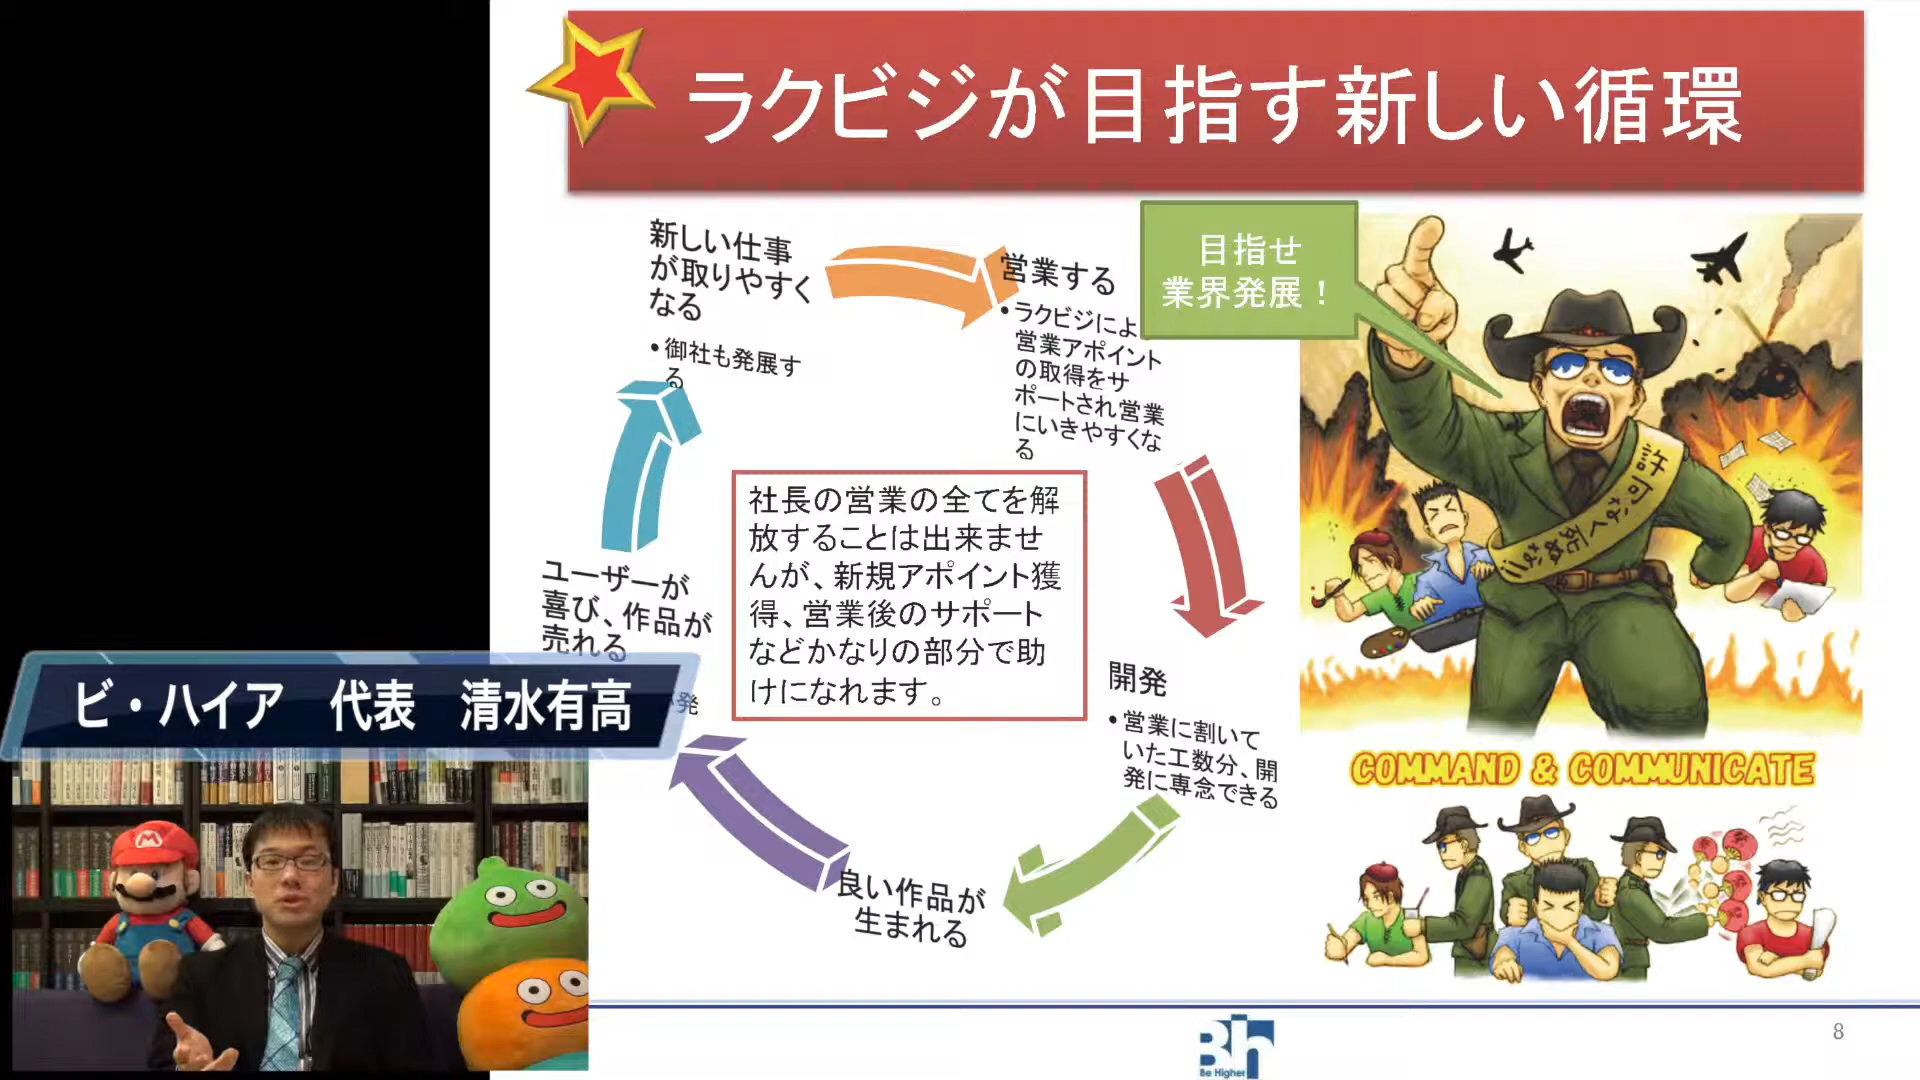 ラクビジが目指す新しい循環
新しい仕事
が取りやすく
なる
• 御社も発展す
る
営業する
• ラクビジによ
営業アポイント
の取得をサ
ポートされ営業
にいきやすくな
る
目指せ
業界発展！
許可なく死ぬな!!
社長の営業の全てを解
放することは出来ませ
んが、新規アポイント獲
得、営業後のサポート
などかなりの部分で助
けになれます。
ユーザーが
喜び、作品が
売れる
発
開発
• 営業に割いて
いた工数分、開
発に専念できる
良い作品が
生まれる
COMMAND & COMMUNICATE
ビ・ハイア 代表 清水有高
M
Bh
Be Higher
8